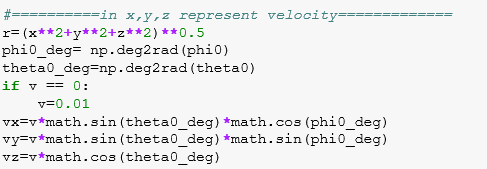 #==========in x,y,z represent velocity=============
r=(x**2+y**2+z**2)**0.5
phi0_deg= np.deg2rad(phi0)
theta0_deg=np.deg2rad(theta0)
if v == 0:
    v=0.01
vx=v*math.sin(theta0_deg)*math.cos(phi0_deg)
vy=v*math.sin(theta0_deg)*math.sin(phi0_deg)
vz=v*math.cos(theta0_deg)